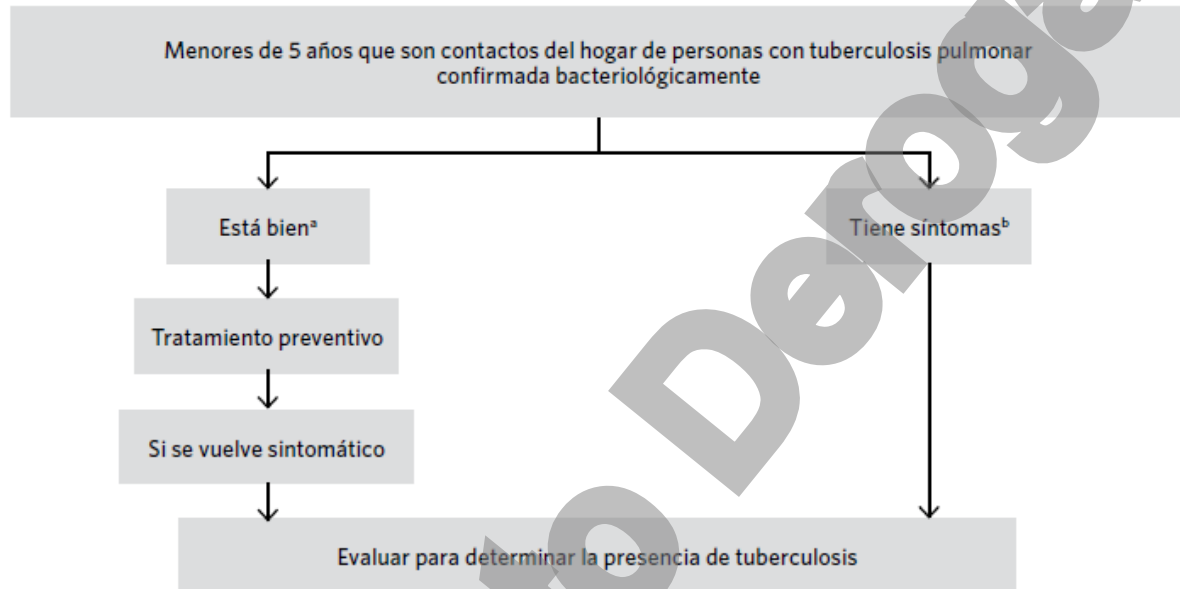 Menores de 5 años que son contactos del hogar de personas con tuberculosis pulmonar
confirmada bacteriológicamente
Está bienᵃ
Tiene síntomasᵇ
Tratamiento preventivo
Si se vuelve sintomático
Evaluar para determinar la presencia de tuberculosis